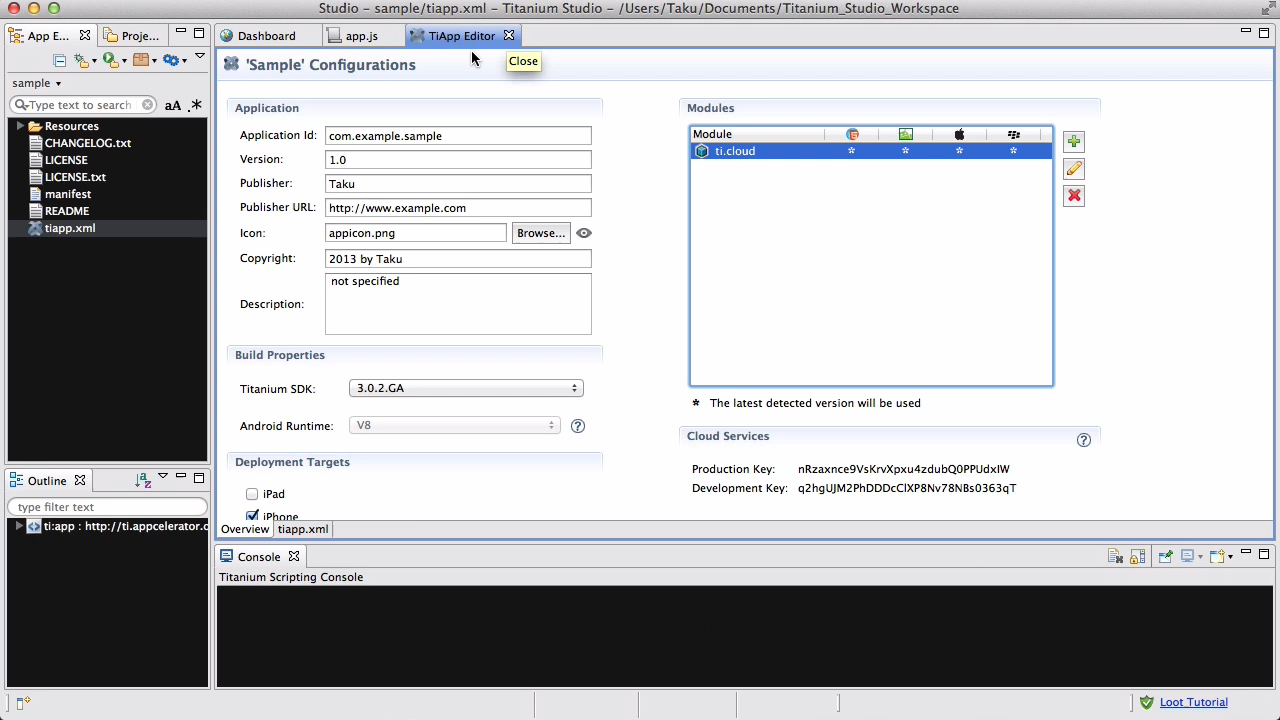 Studio - sample/tiapp.xml - Titanium Studio - /Users/Taku/Documents/Titanium_Studio_Workspace
App E...
Proje...
Dashboard
app.js
TiApp Editor
Close
sample
Type text to search
aA .*
Resources
CHANGELOG.txt
LICENSE
LICENSE.txt
manifest
README
tiapp.xml
Outline
type filter text
ti:app : http://ti.appcelerator.c
'Sample' Configurations
Application
Application Id: com.example.sample
Version: 1.0
Publisher: Taku
Publisher URL: http://www.example.com
Icon: appicon.png Browse...
Copyright: 2013 by Taku
Description: not specified
Build Properties
Titanium SDK: 3.0.2.GA
Android Runtime: V8 ?
Deployment Targets
iPad
iPhone
Overview tiapp.xml
Modules
Module
ti.cloud * * * *
* The latest detected version will be used
Cloud Services ?
Production Key: nRzaxnce9VsKrvXpxu4zdubQ0PPUdxIW
Development Key: q2hgUJM2PhDDDcClXP8Nv78NBs0363qT
Console
Titanium Scripting Console
Loot Tutorial